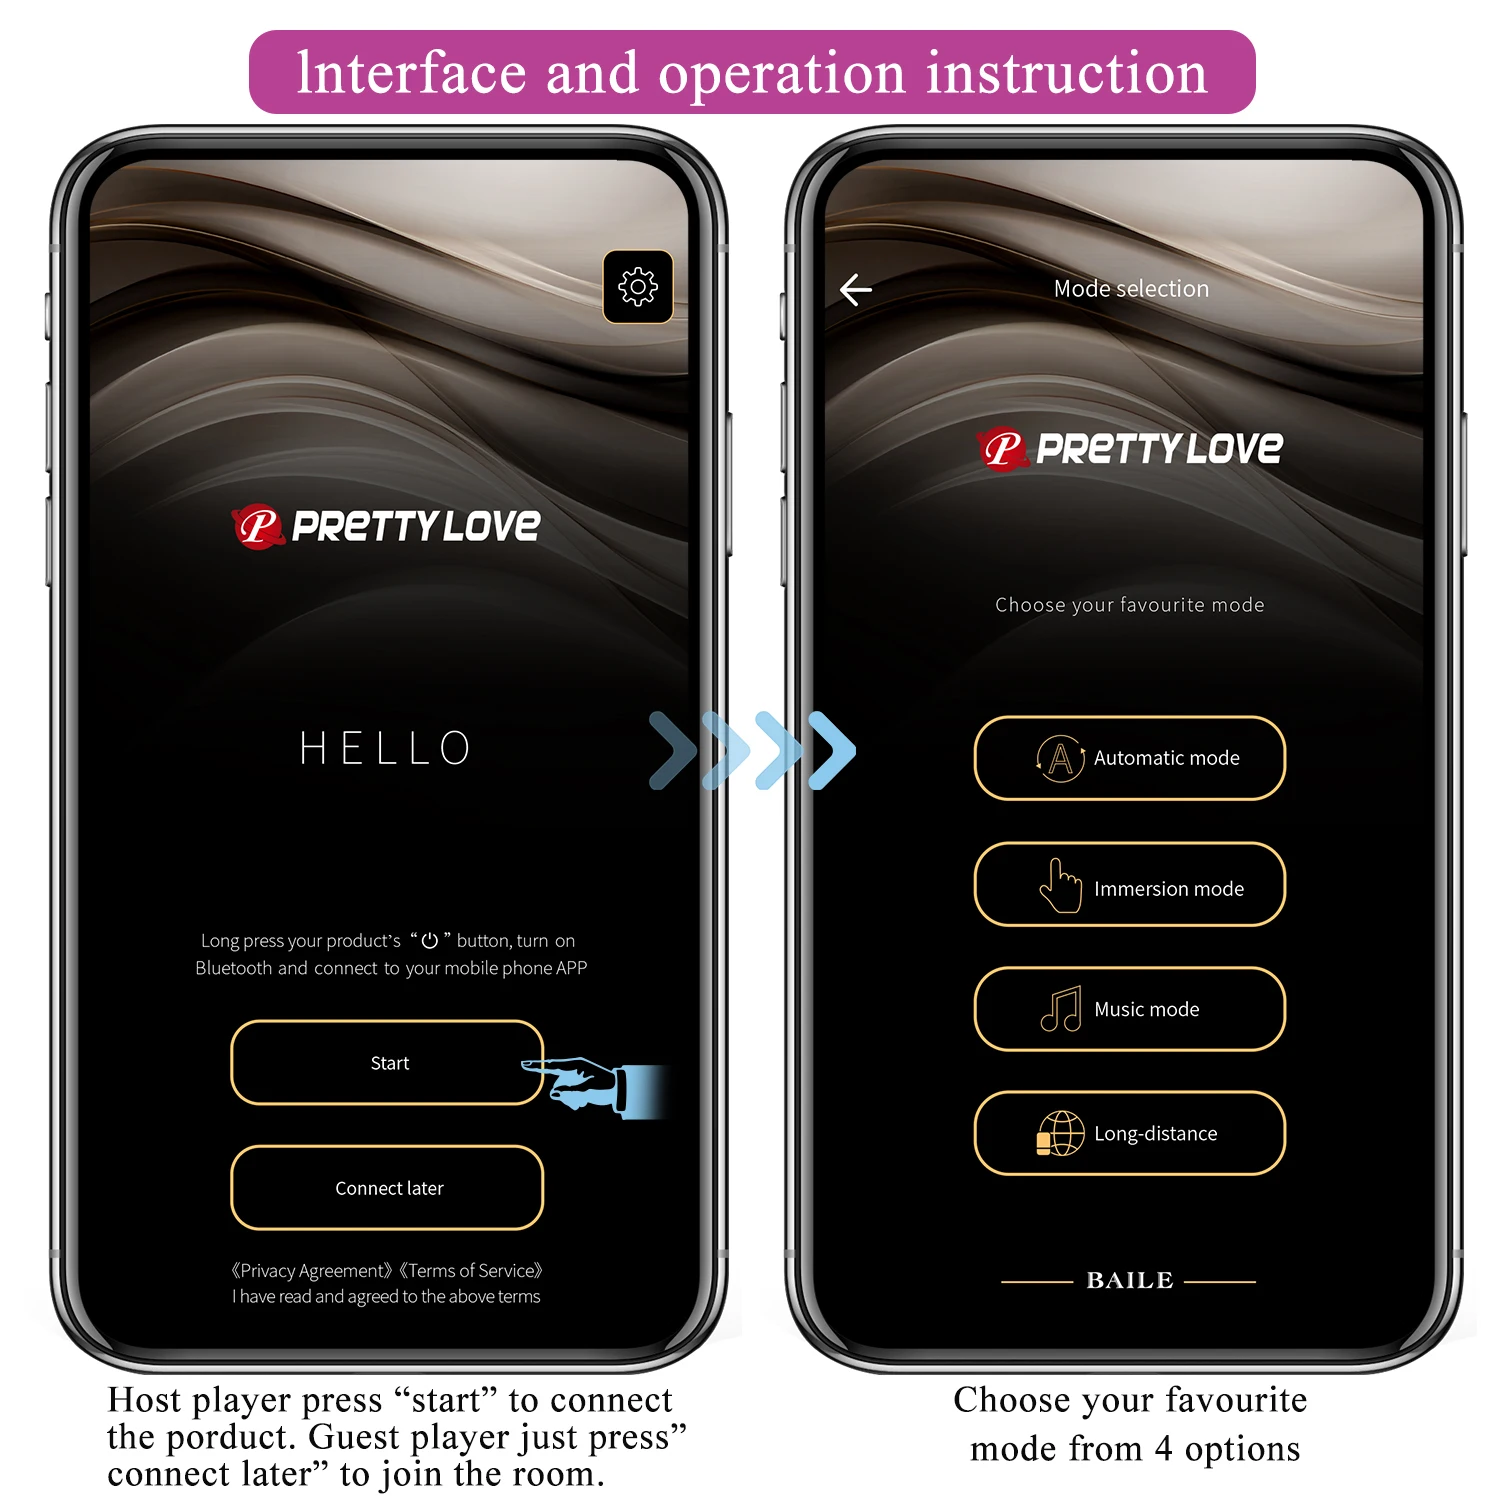 Interface and operation instruction
P PRETTY LOVE
HELLO
Long press your product's “⏻” button, turn on
Bluetooth and connect to your mobile phone APP
Start
Connect later
《Privacy Agreement》《Terms of Service》
I have read and agreed to the above terms
Host player press “start” to connect
the porduct. Guest player just press”
connect later” to join the room.
Mode selection
P PRETTY LOVE
Choose your favourite mode
A Automatic mode
Immersion mode
Music mode
Long-distance
BAILE
Choose your favourite
mode from 4 options